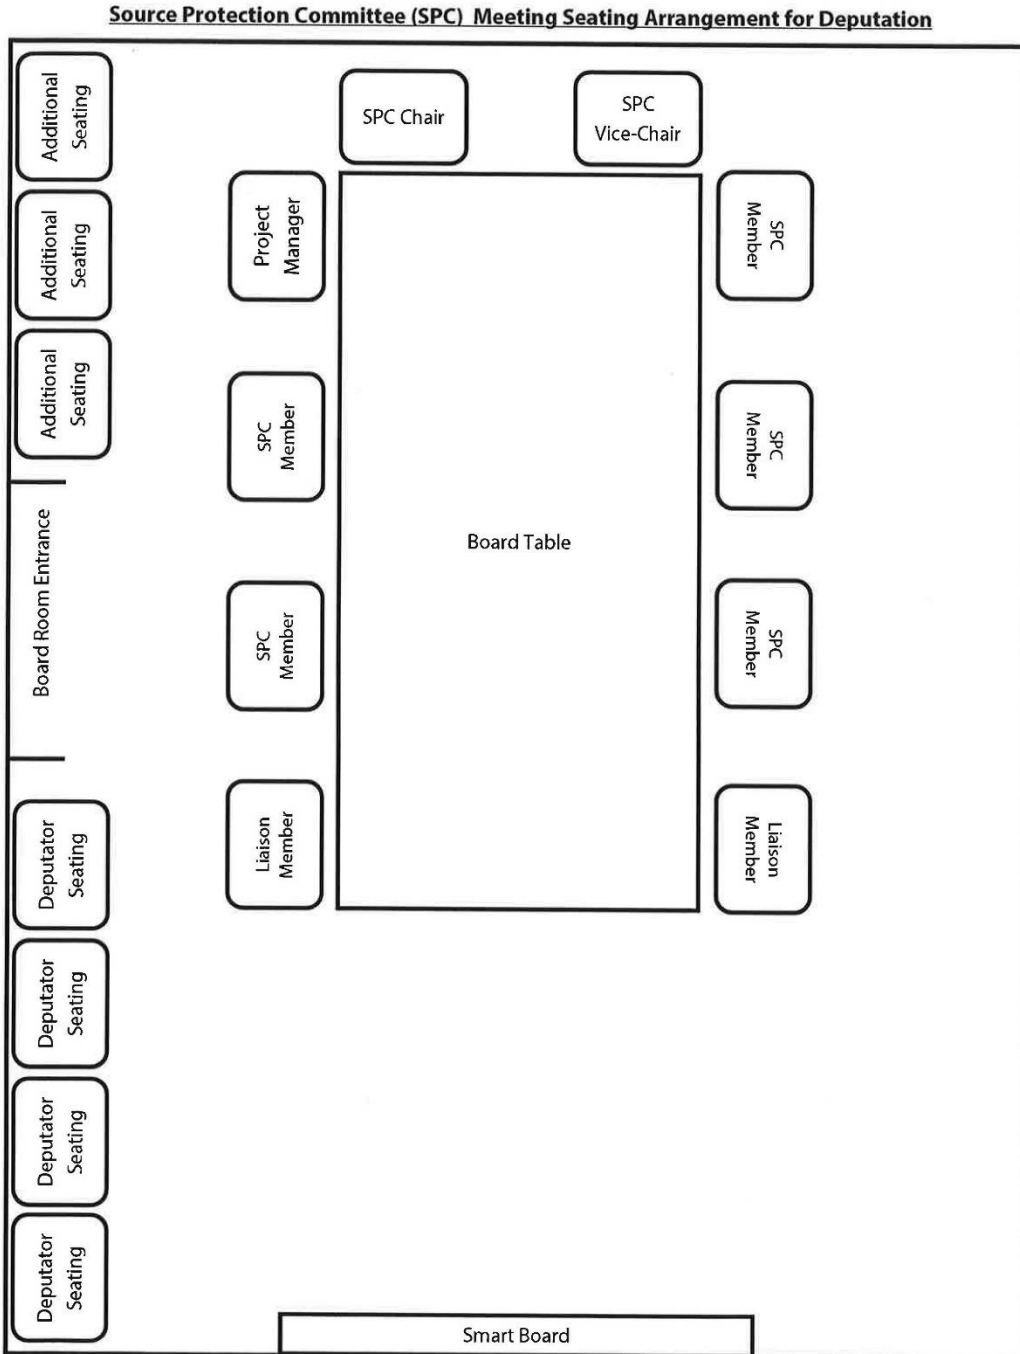 Source Protection Committee (SPC) Meeting Seating Arrangement for Deputation
Additional
Seating
Additional
Seating
Additional
Seating
Board Room Entrance
Deputator
Seating
Deputator
Seating
Deputator
Seating
Deputator
Seating
SPC Chair
SPC
Vice-Chair
Project
Manager
SPC
Member
SPC
Member
Liaison
Member
Board Table
SPC
Member
SPC
Member
SPC
Member
Liaison
Member
Smart Board